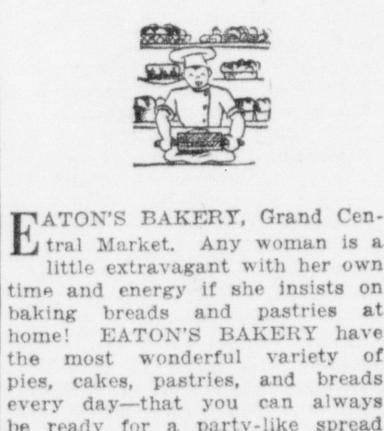 EATON'S BAKERY, Grand Cen-
tral Market. Any woman is a
little extravagant with her own
time and energy if she insists on
baking breads and pastries at
home! EATON'S BAKERY have
the most wonderful variety of
pies, cakes, pastries, and breads
every day—that you can always
be ready for a party-like spread